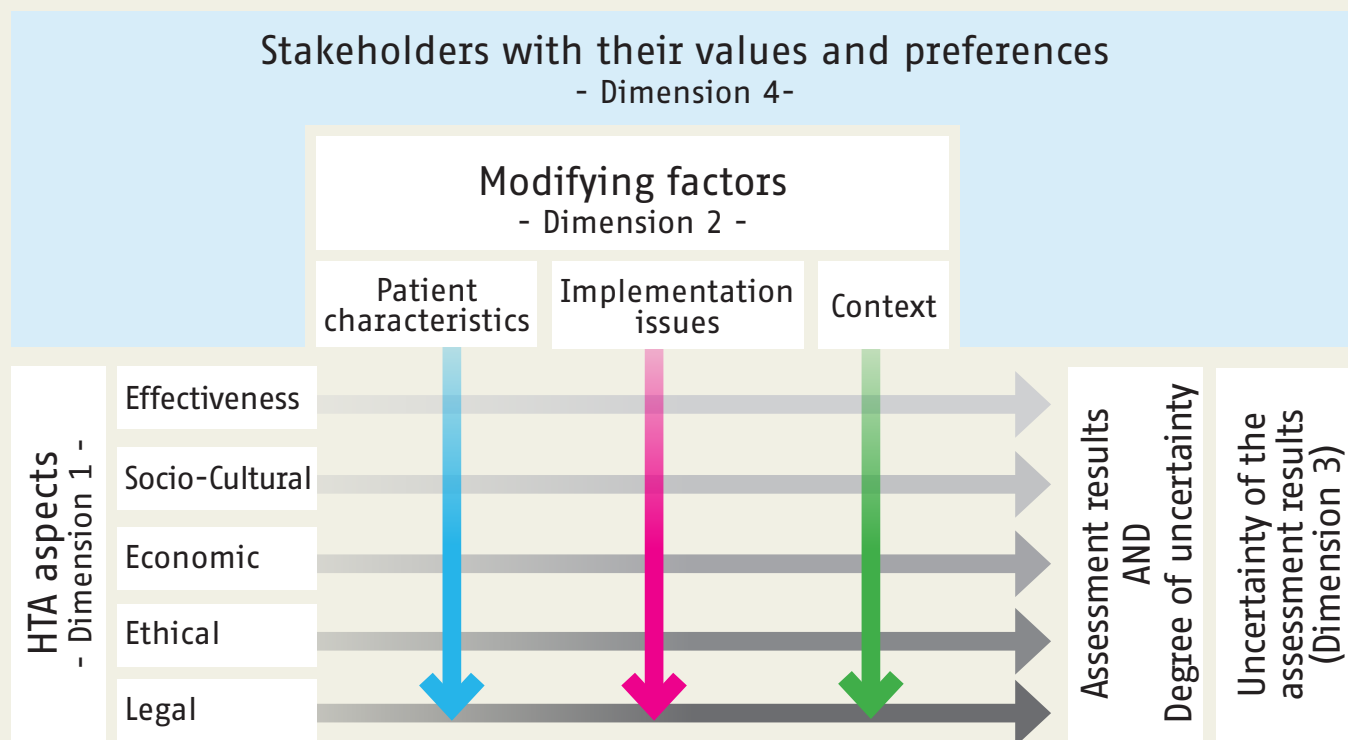 Stakeholders with their values and preferences
- Dimension 4-
Modifying factors
- Dimension 2 -
Patient
characteristics
Implementation
issues
Context
HTA aspects
- Dimension 1 -
Effectiveness
Socio-Cultural
Economic
Ethical
Legal
Assessment results
AND
Degree of uncertainty
Uncertainty of the
assessment results
(Dimension 3)